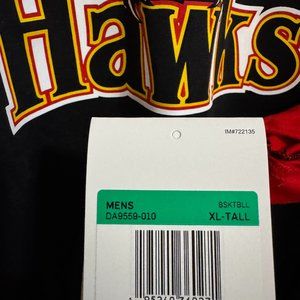 Hawks
IM#722135
MENS BSKTBLL
DA9559-010 XL-TALL